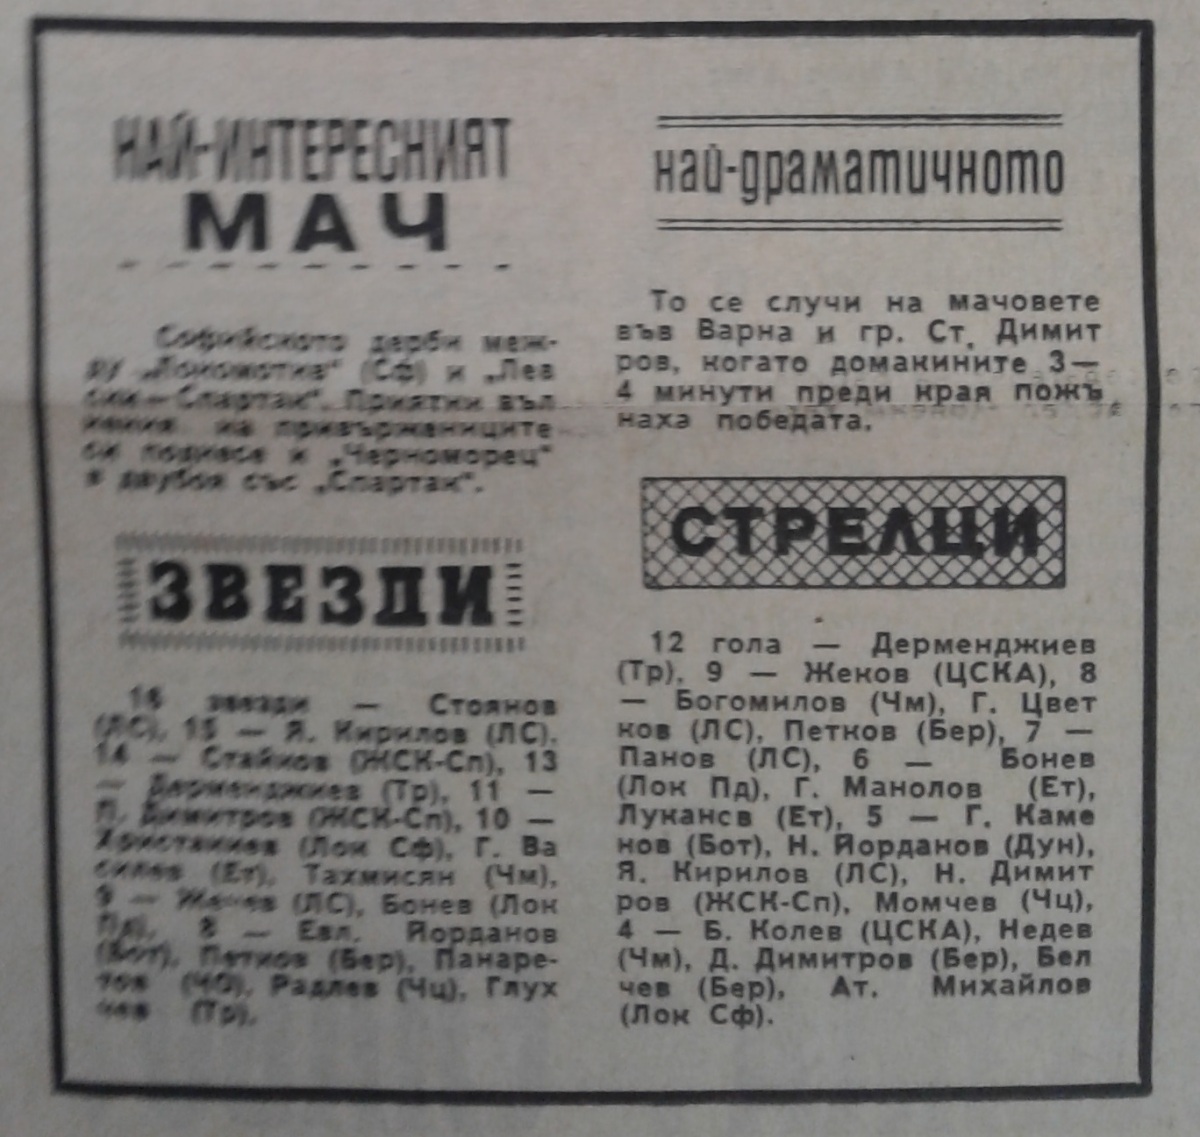 НАЙ-ИНТЕРЕСНИЯТ
МАЧ
Софийското дерби меж-
ду „Локомотив" (Сф) и „Лев
ски—Спартак". Приятни въл
нения на привържениците
си поднесе и „Черноморец"
в двубоя със „Спартак".
ЗВЕЗДИ
16 звезди — Стоянов
(ЛС), 15 — Я. Кирилов (ЛС),
14 — Стайков (ЖСК-Сп), 13
— Дерменджиев (Тр), 11 —
Димитров (ЖСК-Сп), 10 —
(Лок Сф), Г. Ва
силев (Ет), Тахмисян (Чм),
9 — (ЛС), Бонев (Лок
Пд), 8 — Евл. Йорданов
(Бот), Петков (Бер), Панаре-
тов Радлев (Чц), Глух
чев (Тр).
най-драматичното
То се случи на мачовете
във Варна и гр. Ст. Димит
ров, когато домакините 3—
4 минути преди края пожъ
наха победата.
СТРЕЛЦИ
12 гола — Дерменджиев
(Тр), 9 — Жеков (ЦСКА), 8
— Богомилов (Чм), Г. Цвет
ков (ЛС), Петков (Бер), 7 —
Панов (ЛС), 6 — Бонев
(Лок Пд), Г. Манолов (Ет),
Луканов (Ет), 5 — Г. Каме
нов (Бот), Н. Йорданов (Дун),
Я. Кирилов (ЛС), Н. Димит
ров (ЖСК-Сп), Момчев (Чц),
4 — Б. Колев (ЦСКА), Недев
(Чм), Д. Димитров (Бер), Бел
чев (Бер), Ат. Михайлов
(Лок Сф).